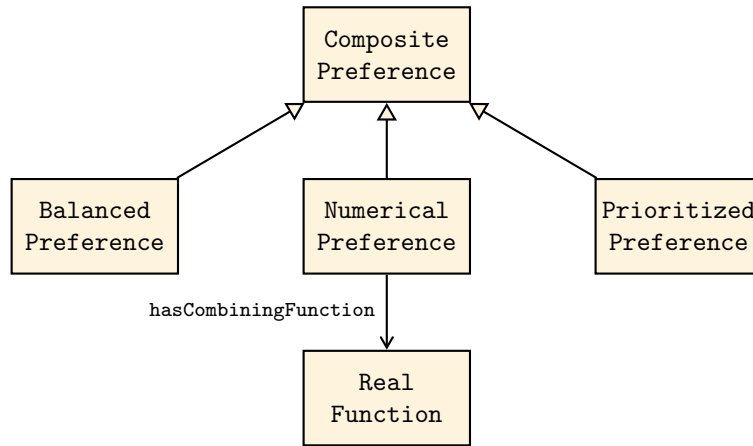 Composite
Preference
Balanced
Preference
Numerical
Preference
Prioritized
Preference
hasCombiningFunction
Real
Function